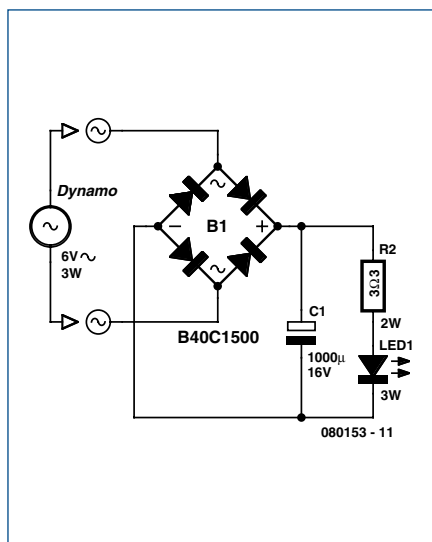 Dynamo
6V ~
3W
~
~
~
~
B1
–
+
B40C1500
C1
1000µ
16V
R2
3Ω3
2W
LED1
3W
080153 - 11